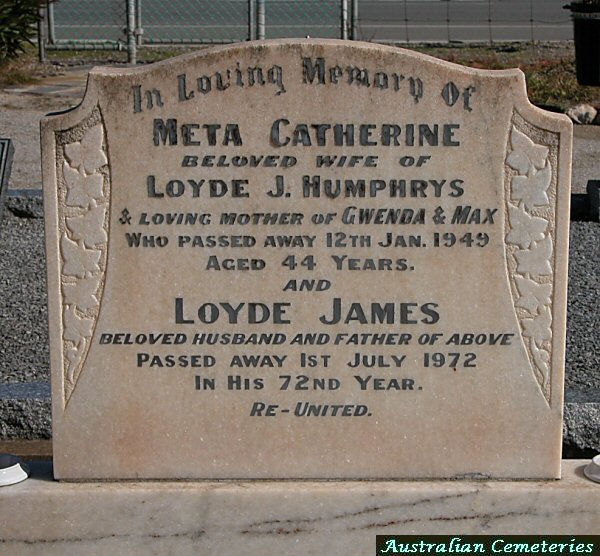 In Loving Memory Of
META CATHERINE
BELOVED WIFE OF
LOYDE J. HUMPHRYS
& LOVING MOTHER OF GWENDA & MAX
WHO PASSED AWAY 12TH JAN. 1949
AGED 44 YEARS.
AND
LOYDE JAMES
BELOVED HUSBAND AND FATHER OF ABOVE
PASSED AWAY 1ST JULY 1972
IN HIS 72ND YEAR.
RE-UNITED.
Australian Cemeteries